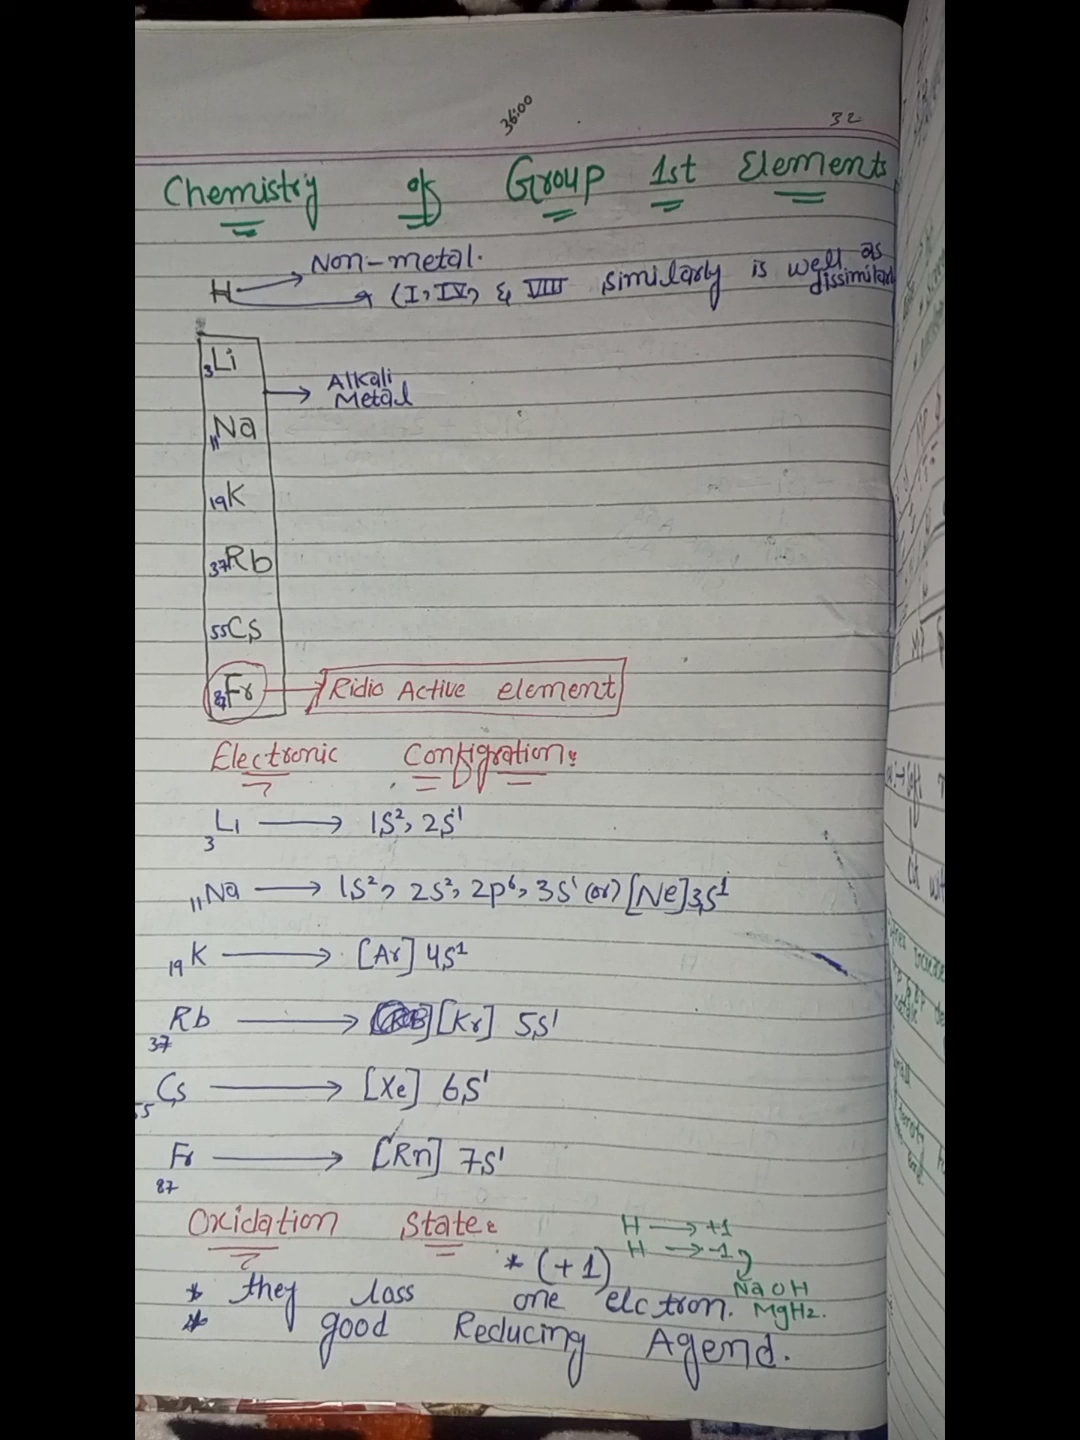 36:00
32
Chemistry of Group 1st Elements
H → Non-metal.
→ (I, IV, & VIII similarly is well as dissimilar
3Li
→ Alkali Metal
11Na
19K
37Rb
55Cs
87Fr → Ridio Active element
Electronic Configration:
3Li → 1S², 2S¹
11Na → 1S², 2S², 2p⁶, 3S¹ (or) [Ne]3S¹
19K → [Ar] 4S¹
37Rb → [Kr] 5S¹
55Cs → [Xe] 6S¹
87Fr → [Rn] 7S¹
Oxidation State:
H → +1
H → -1
NaOH
MgH2.
* (+1)
* they loss one elctron.
* good Reducing Agend.